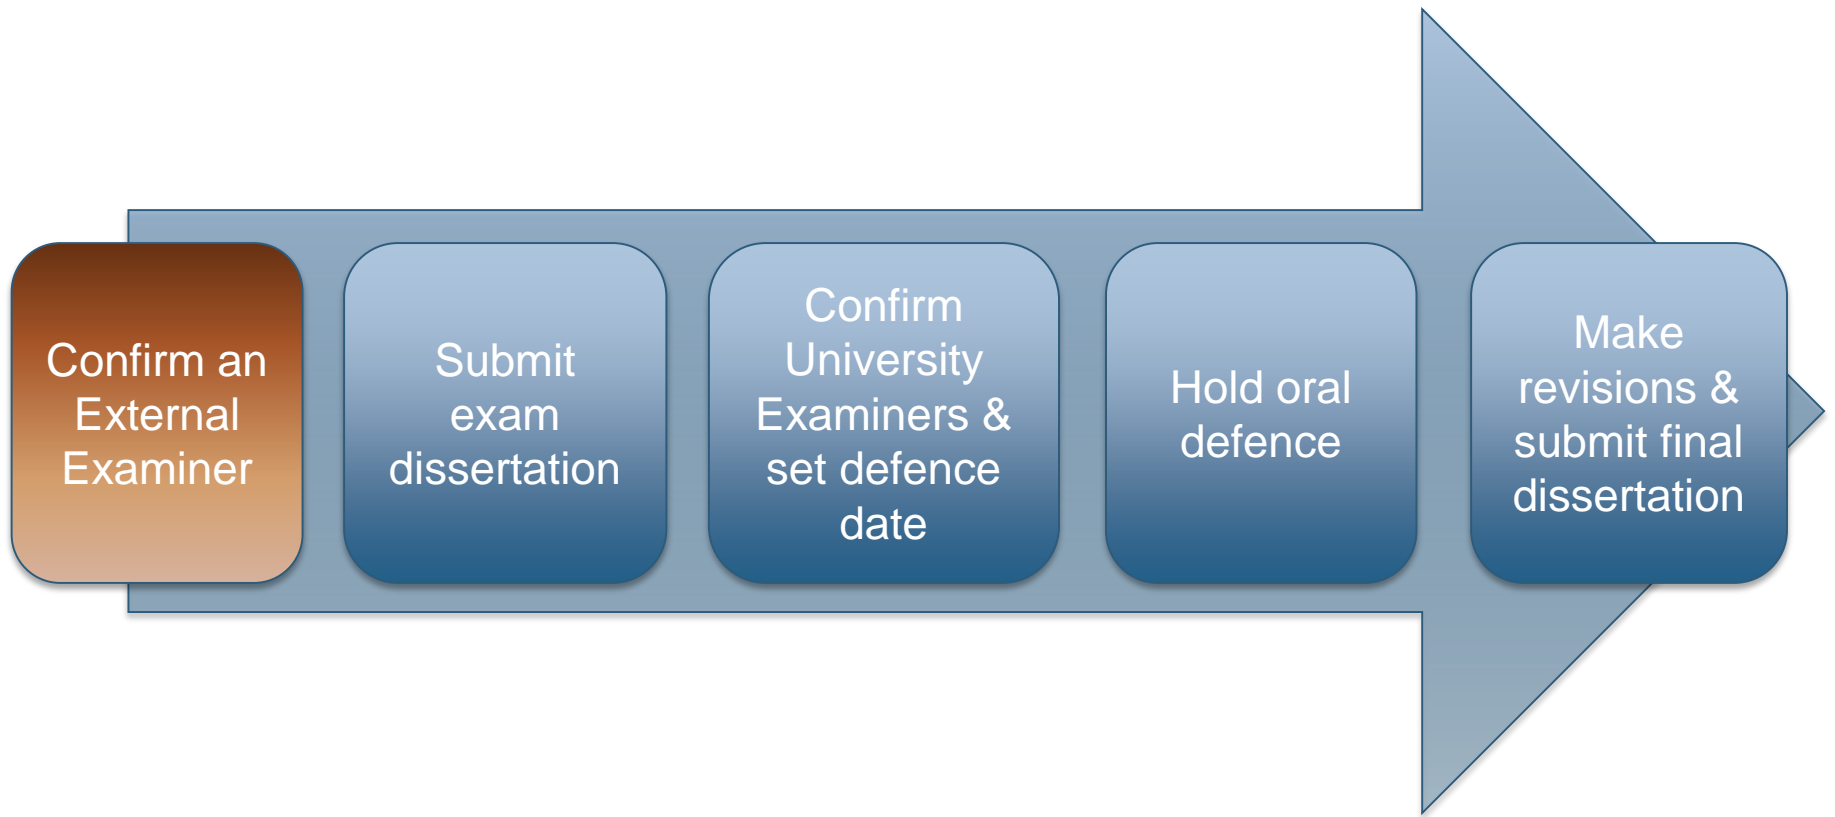 Confirm an
External
Examiner
Submit
exam
dissertation
Confirm
University
Examiners &
set defence
date
Hold oral
defence
Make
revisions &
submit final
dissertation